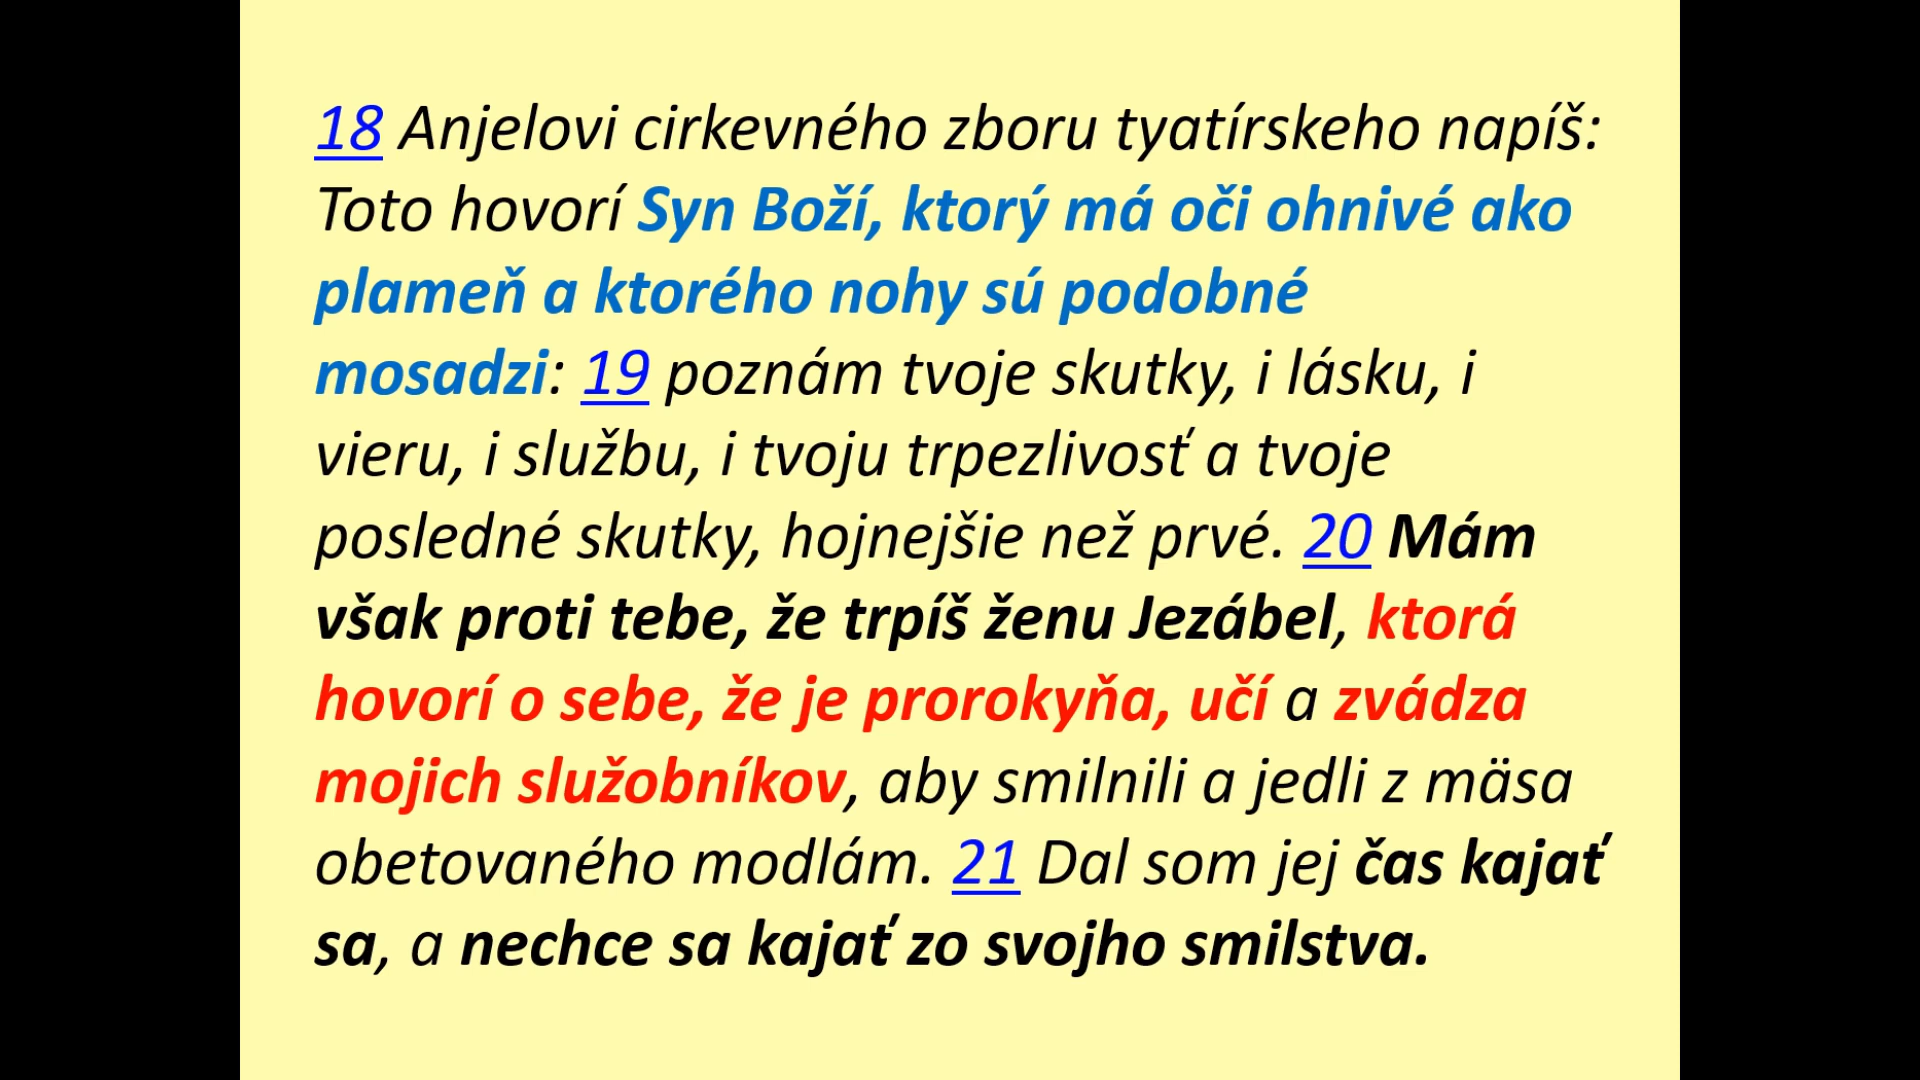 18 Anjelovi cirkevného zboru tyatírskeho napíš:
Toto hovorí Syn Boží, ktorý má oči ohnivé ako
plameň a ktorého nohy sú podobné
mosadzi: 19 poznám tvoje skutky, i lásku, i
vieru, i službu, i tvoju trpezlivosť a tvoje
posledné skutky, hojnejšie než prvé. 20 Mám
však proti tebe, že trpíš ženu Jezábel, ktorá
hovorí o sebe, že je prorokyňa, učí a zvádza
mojich služobníkov, aby smilnili a jedli z mäsa
obetovaného modlám. 21 Dal som jej čas kajať
sa, a nechce sa kajať zo svojho smilstva.